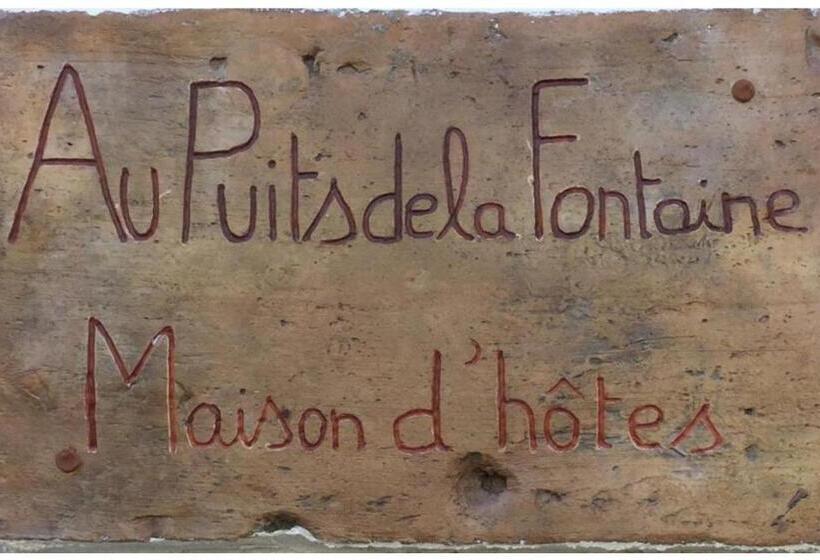 Au Puits de la Fontaine
Maison d'hôtes